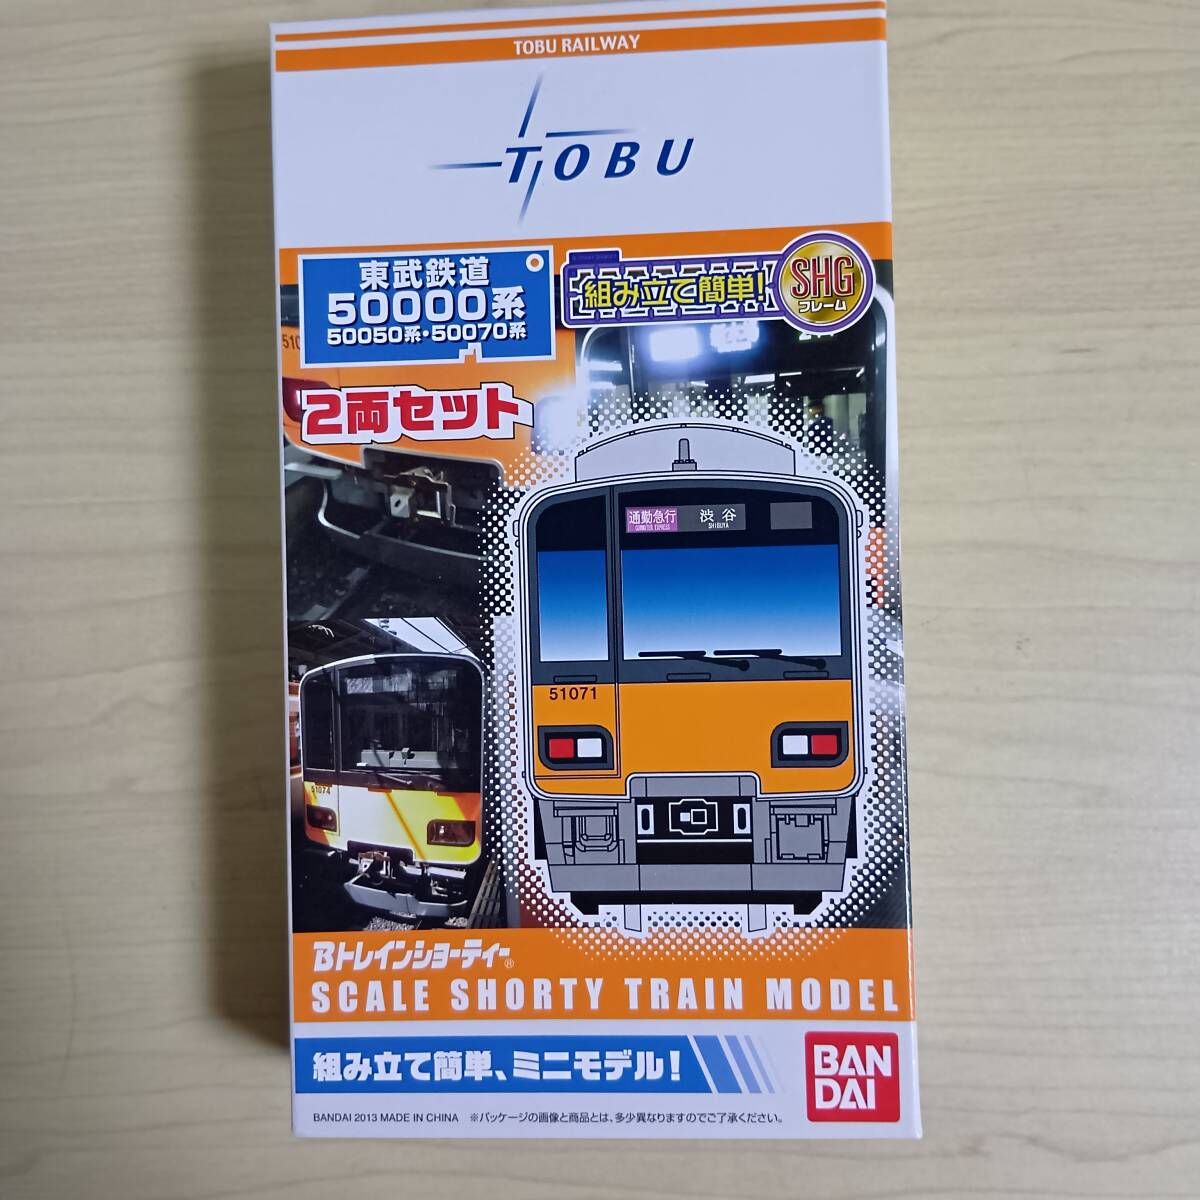 TOBU RAILWAY
TOBU
東武鉄道
50000系
50050系・50070系
組み立て簡単!
SHG
フレーム
2両セット
通勤急行
COMMUTER EXPRESS
渋谷
SHIBUYA
51071
51074
Bトレインショーティー®
SCALE SHORTY TRAIN MODEL
組み立て簡単、ミニモデル!
BAN
DAI
BANDAI 2013 MADE IN CHINA ※パッケージの画像と商品とは、多少異なりますのでご了承ください。